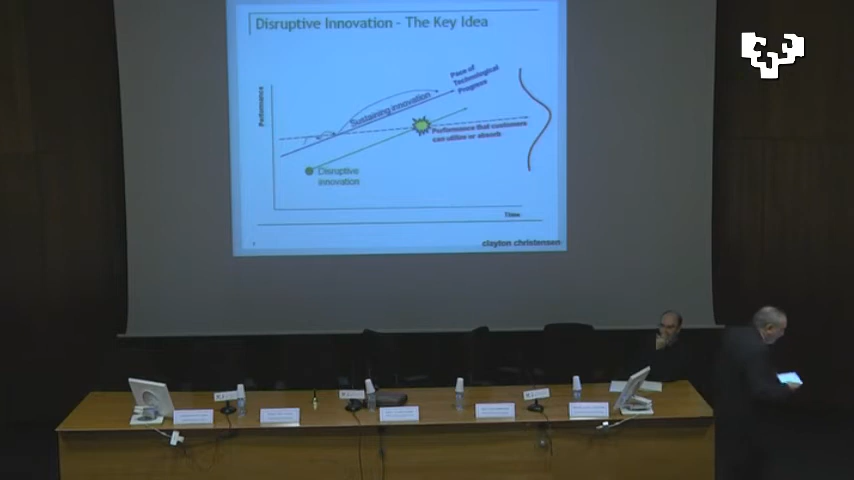 Disruptive Innovation - The Key Idea
Pace of
Technological
Progress
Performance
Sustaining innovation
Performance that customers
can utilize or absorb
Disruptive
innovation
Time
clayton christensen